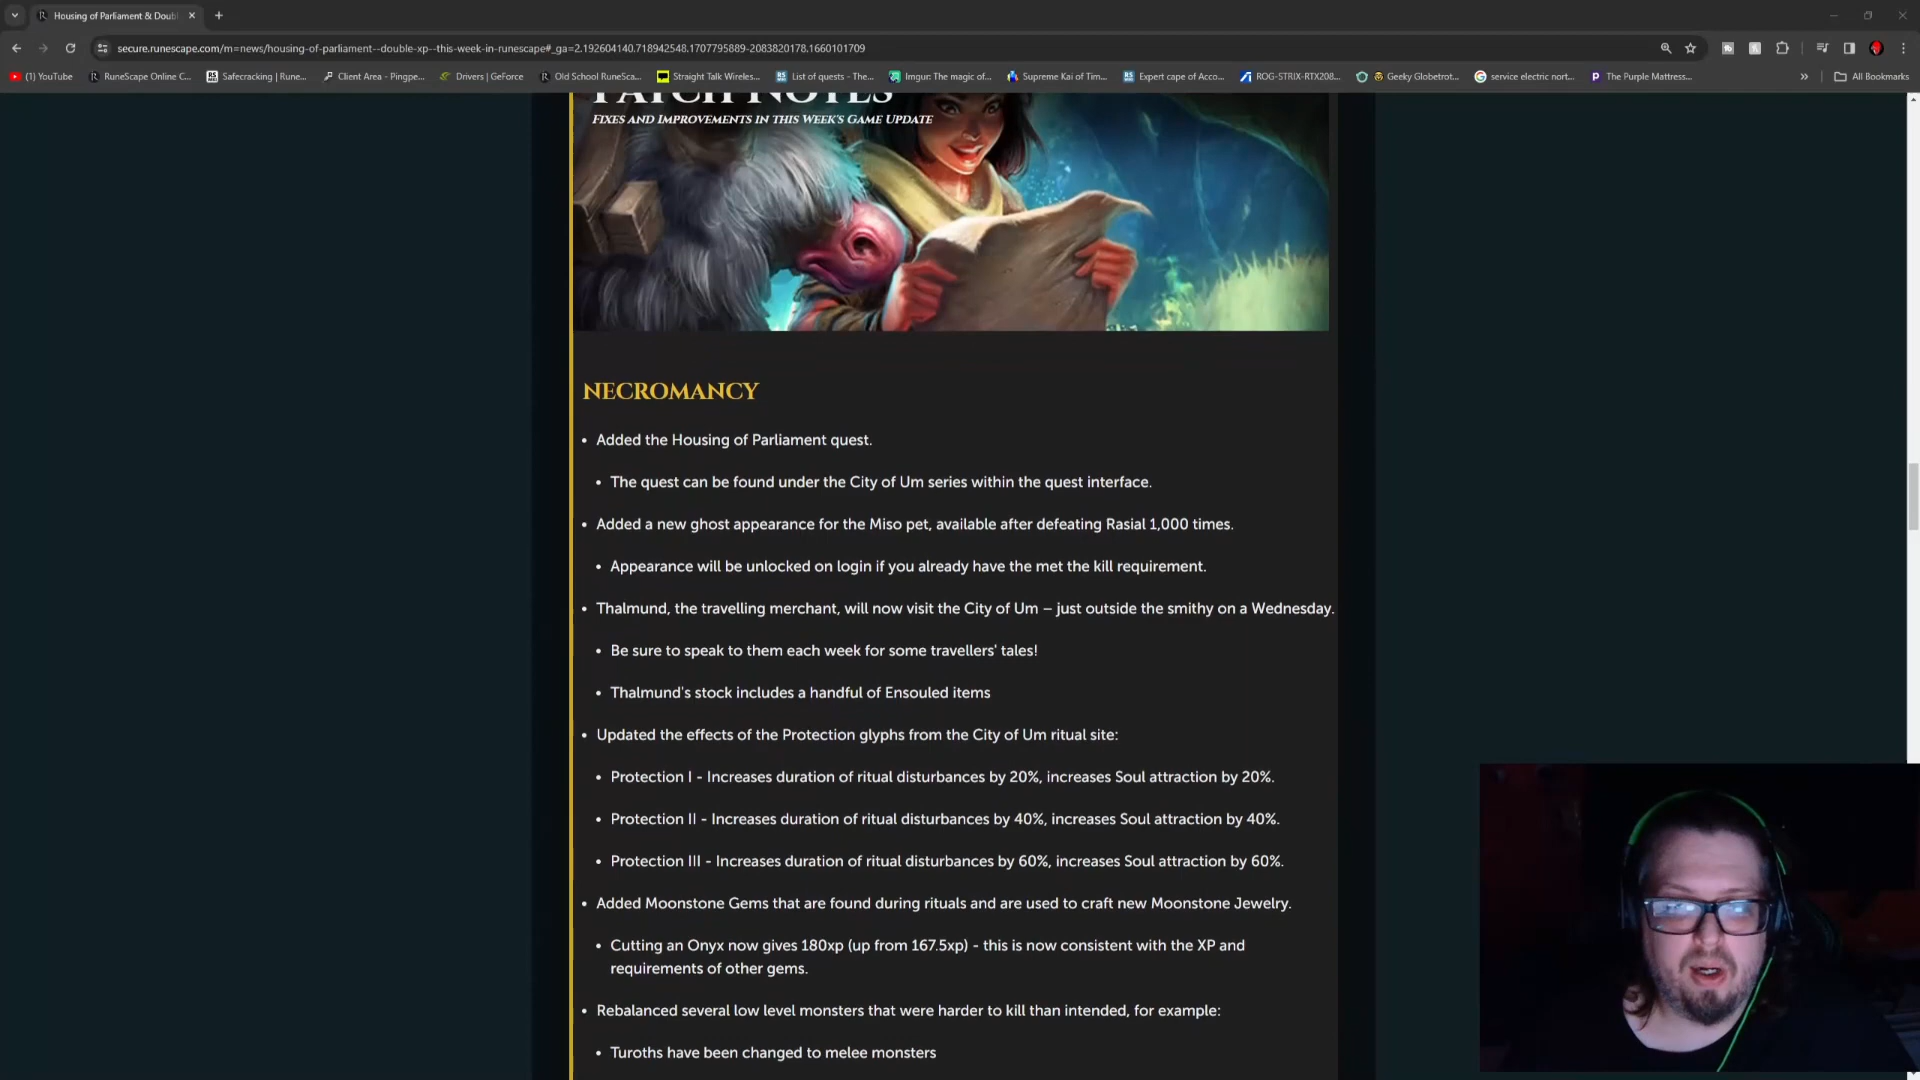 Housing of Parliament & Doubl
secure.runescape.com/m=news/housing-of-parliament--double-xp--this-week-in-runescape#_ga=2.192604140.718942548.1707795889-2083820178.1660101709
(1) YouTube
RuneScape Online C...
Safecracking | Rune...
Client Area - Pingpe...
Drivers | GeForce
Old School RuneSca...
Straight Talk Wireles...
List of quests - The...
Imgur: The magic of...
Supreme Kai of Tim...
Expert cape of Acco...
ROG-STRIX-RTX208...
Geeky Globetrot...
service electric nort...
The Purple Mattress...
All Bookmarks
PATCH NOTES
FIXES AND IMPROVEMENTS IN THIS WEEK'S GAME UPDATE
NECROMANCY
• Added the Housing of Parliament quest.
• The quest can be found under the City of Um series within the quest interface.
• Added a new ghost appearance for the Miso pet, available after defeating Rasial 1,000 times.
• Appearance will be unlocked on login if you already have the met the kill requirement.
• Thalmund, the travelling merchant, will now visit the City of Um – just outside the smithy on a Wednesday.
• Be sure to speak to them each week for some travellers' tales!
• Thalmund's stock includes a handful of Ensouled items
• Updated the effects of the Protection glyphs from the City of Um ritual site:
• Protection I - Increases duration of ritual disturbances by 20%, increases Soul attraction by 20%.
• Protection II - Increases duration of ritual disturbances by 40%, increases Soul attraction by 40%.
• Protection III - Increases duration of ritual disturbances by 60%, increases Soul attraction by 60%.
• Added Moonstone Gems that are found during rituals and are used to craft new Moonstone Jewelry.
• Cutting an Onyx now gives 180xp (up from 167.5xp) - this is now consistent with the XP and
requirements of other gems.
• Rebalanced several low level monsters that were harder to kill than intended, for example:
• Turoths have been changed to melee monsters